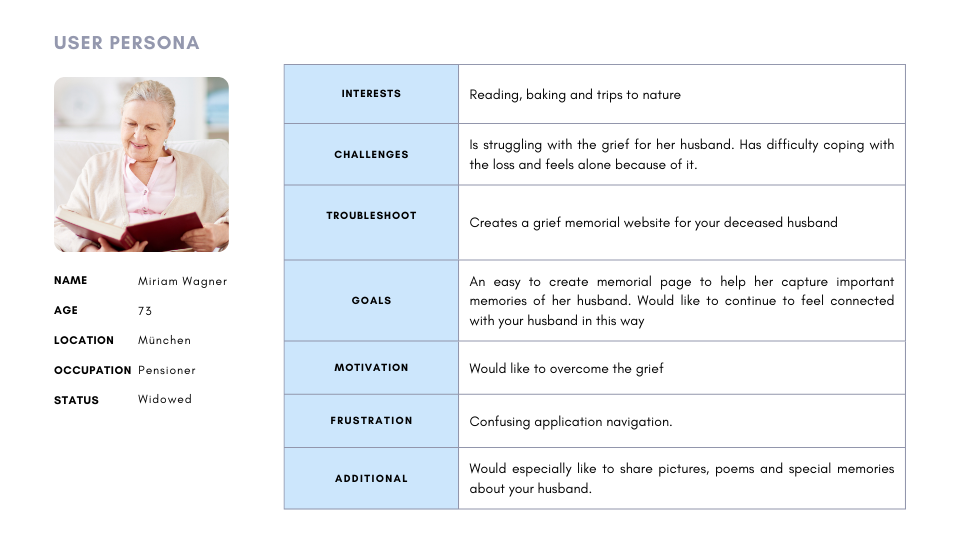 USER PERSONA
NAME Miriam Wagner
AGE 73
LOCATION München
OCCUPATION Pensioner
STATUS Widowed
INTERESTS
Reading, baking and trips to nature
CHALLENGES
Is struggling with the grief for her husband. Has difficulty coping with
the loss and feels alone because of it.
TROUBLESHOOT
Creates a grief memorial website for your deceased husband
GOALS
An easy to create memorial page to help her capture important
memories of her husband. Would like to continue to feel connected
with your husband in this way
MOTIVATION
Would like to overcome the grief
FRUSTRATION
Confusing application navigation.
ADDITIONAL
Would especially like to share pictures, poems and special memories
about your husband.